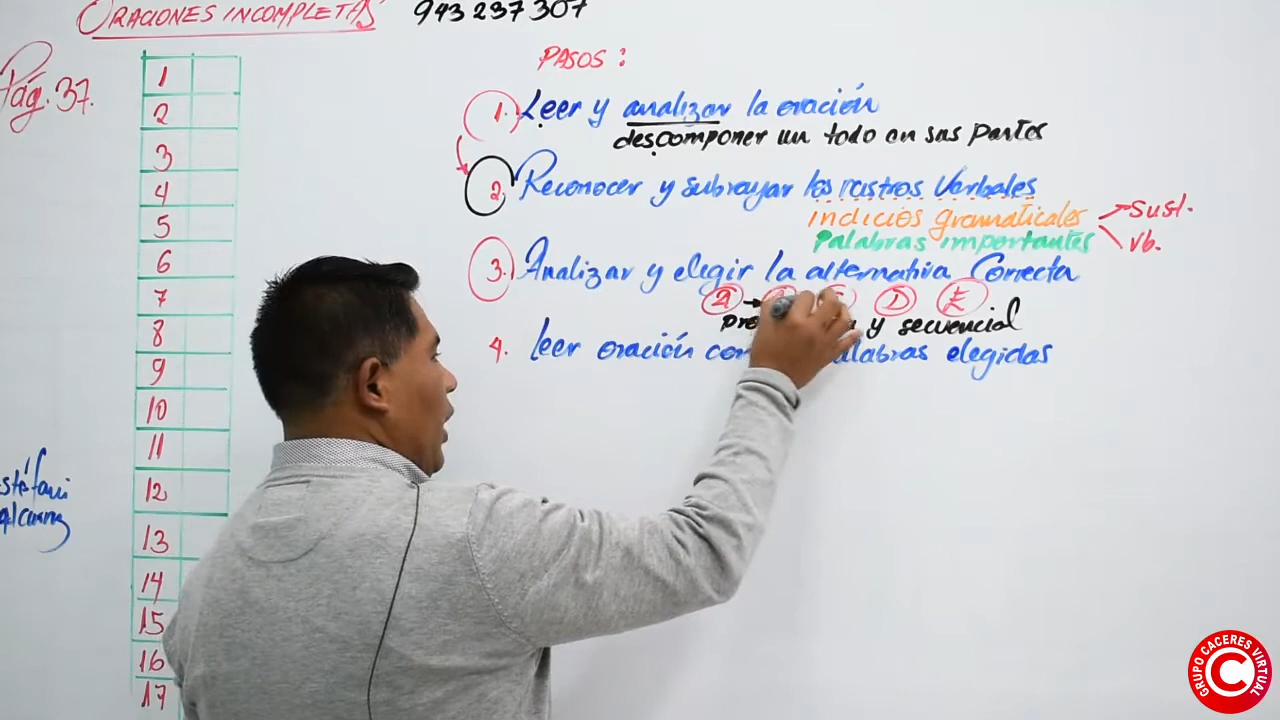 ORACIONES INCOMPLETAS 943 237 307
Pág. 37.
1
2
3
4
5
6
7
8
9
10
11
12
13
14
15
16
17
PASOS :
1. Leer y analizar la oración
descomponer un todo en sus partes
2. Reconocer y subrayar los rastros verbales
indicios gramaticales Sust.
Palabras importantes Vb.
3. Analizar y elegir la alternativa Correcta
A D E
y secuencial
4. leer oración elegidas
GRUPO CACERES VIRTUAL
C